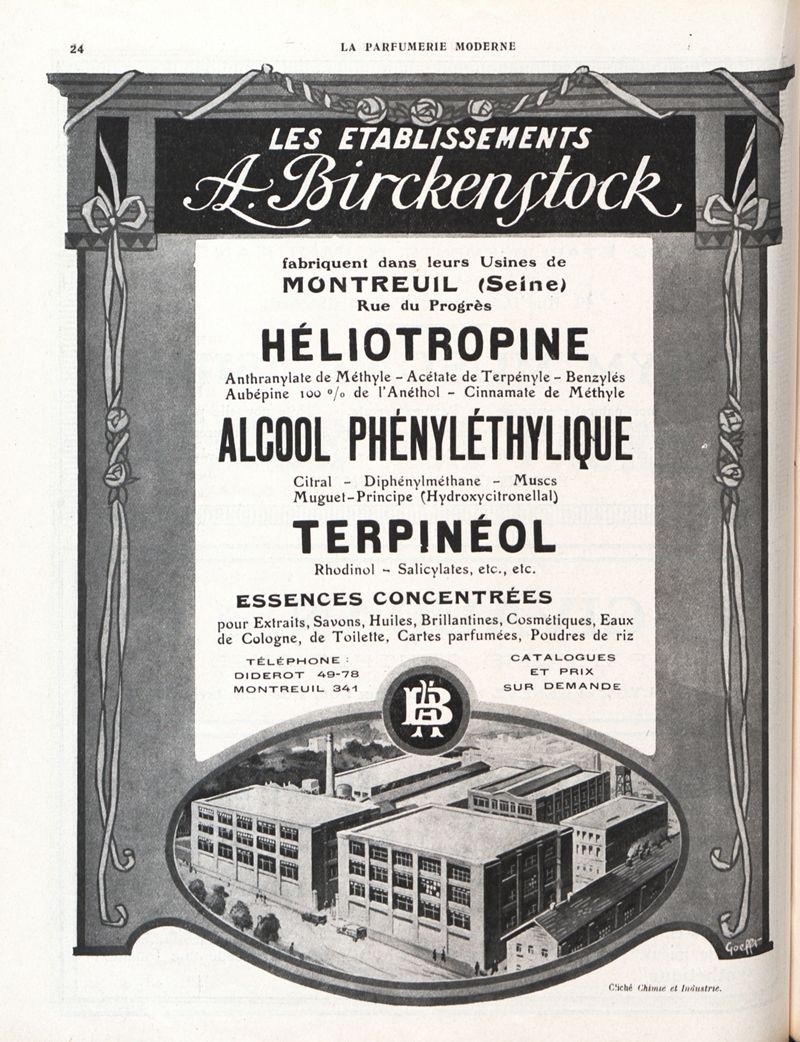 24
LA PARFUMERIE MODERNE
LES ETABLISSEMENTS
A. Birckenstock
fabriquent dans leurs Usines de
MONTREUIL (Seine)
Rue du Progrès
HÉLIOTROPINE
Anthranylate de Méthyle - Acétate de Terpényle - Benzylés
Aubépine 100 % de l'Anéthol - Cinnamate de Méthyle
ALCOOL PHÉNYLÉTHYLIQUE
Citral - Diphénylméthane - Muscs
Muguet-Principe (Hydroxycitronellal)
TERPINÉOL
Rhodinol - Salicylates, etc., etc.
ESSENCES CONCENTRÉES
pour Extraits, Savons, Huiles, Brillantines, Cosmétiques, Eaux
de Cologne, de Toilette, Cartes parfumées, Poudres de riz
TÉLÉPHONE :
DIDEROT 49-78
MONTREUIL 341
CATALOGUES
ET PRIX
SUR DEMANDE
AB
Cliché Chimie et Industrie.